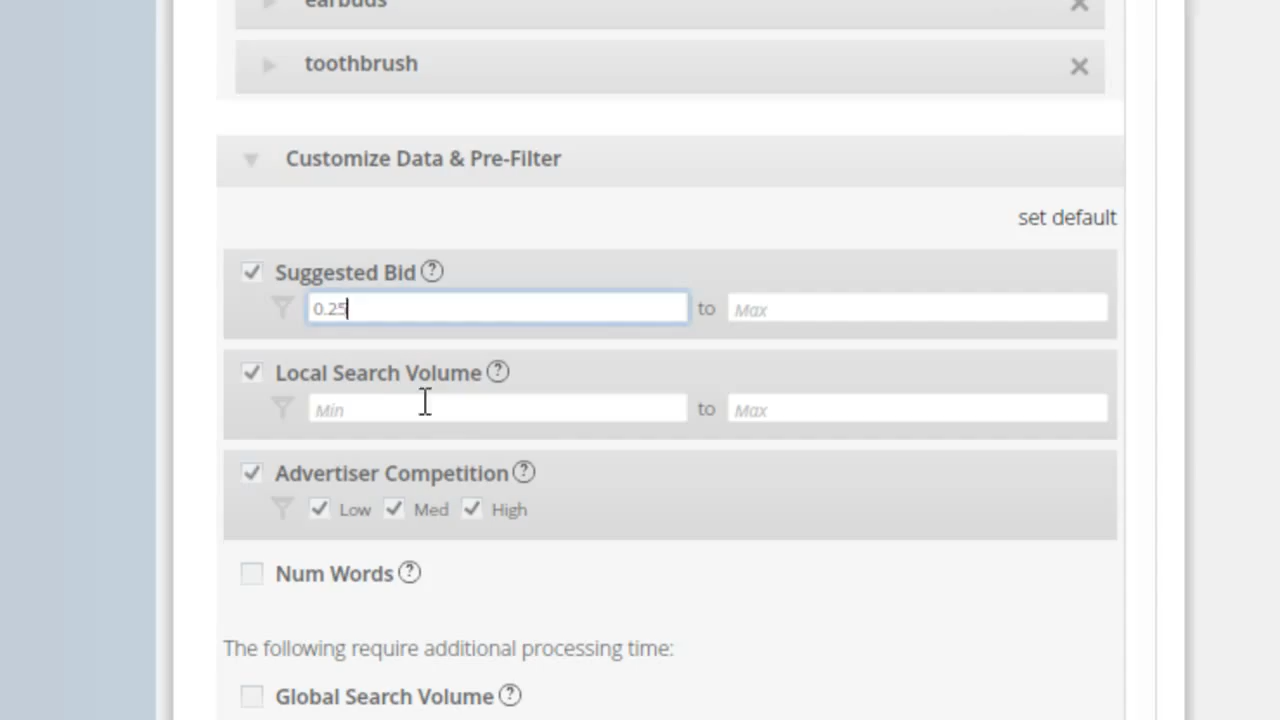 earbuds
toothbrush
Customize Data & Pre-Filter
set default
Suggested Bid ?
0.25 to Max
Local Search Volume ?
Min to Max
Advertiser Competition ?
Low Med High
Num Words ?
The following require additional processing time:
Global Search Volume ?